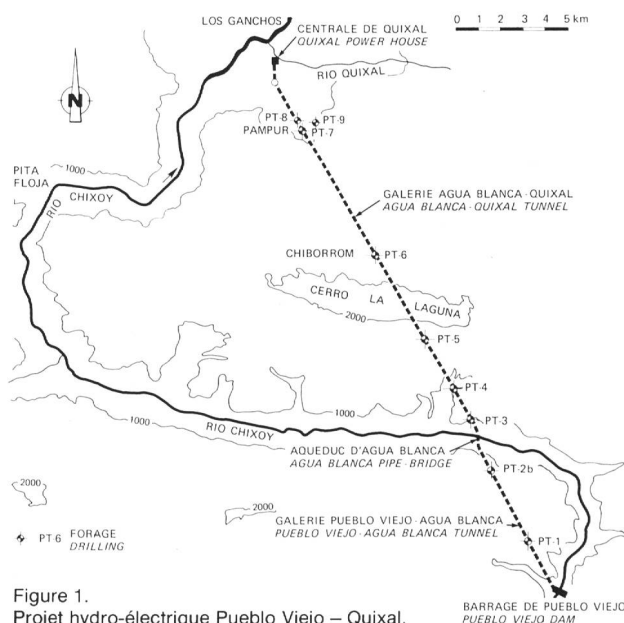 LOS GANCHOS
CENTRALE DE QUIXAL
QUIXAL POWER HOUSE
0 1 2 3 4 5 km
RIO QUIXAL
N
PT-8
PT-9
PAMPUR
PT-7
1000
PITA
FLOJA
RIO CHIXOY
GALERIE AGUA BLANCA-QUIXAL
AGUA BLANCA-QUIXAL TUNNEL
CHIBORROM
PT-6
CERRO LA LAGUNA
2000
PT-5
PT-4
1000
1000
PT-3
RIO CHIXOY
AQUEDUC D'AGUA BLANCA
AGUA BLANCA PIPE-BRIDGE
PT-2b
2000
2000
GALERIE PUEBLO VIEJO-AGUA BLANCA
PUEBLO VIEJO-AGUA BLANCA TUNNEL
PT-1
PT 6 FORAGE
DRILLING
BARRAGE DE PUEBLO VIEJO
PUEBLO VIEJO DAM
Figure 1.
Projet hydro-électrique Pueblo Viejo – Quixal.